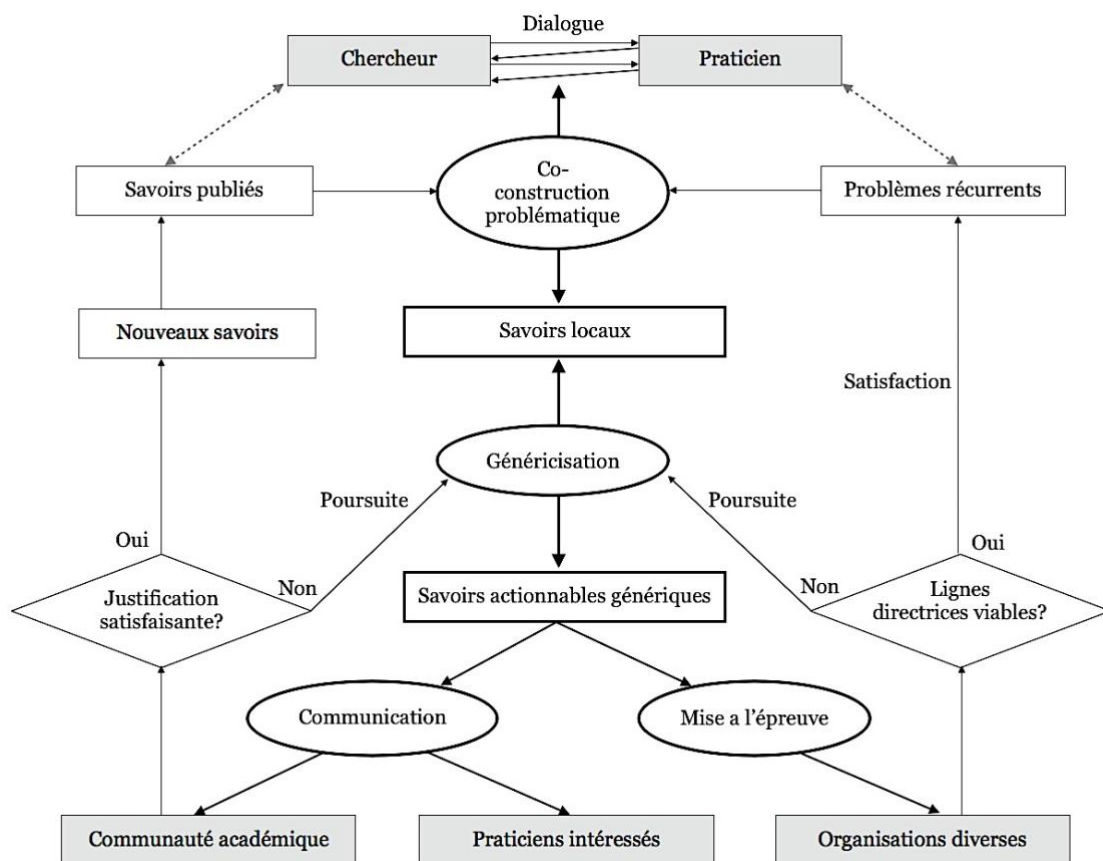 Dialogue
Chercheur
Praticien
Savoirs publiés
Co-
construction
problématique
Problèmes récurrents
Nouveaux savoirs
Savoirs locaux
Satisfaction
Généricisation
Poursuite
Poursuite
Oui
Oui
Non
Non
Justification
satisfaisante?
Savoirs actionnables génériques
Lignes
directrices viables?
Communication
Mise a l'épreuve
Communauté académique
Praticiens intéressés
Organisations diverses